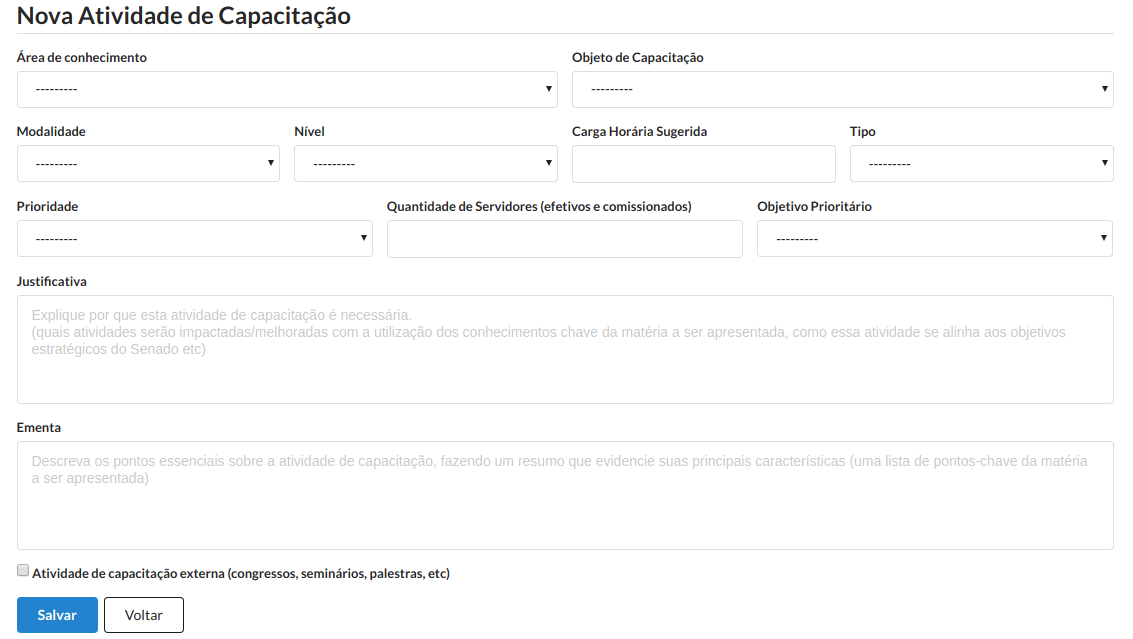 Nova Atividade de Capacitação
Área de conhecimento Objeto de Capacitação
--------- ---------
Modalidade Nível Carga Horária Sugerida Tipo
--------- --------- ---------
Prioridade Quantidade de Servidores (efetivos e comissionados) Objetivo Prioritário
--------- ---------
Justificativa
Explique por que esta atividade de capacitação é necessária.
(quais atividades serão impactadas/melhoradas com a utilização dos conhecimentos chave da matéria a ser apresentada, como essa atividade se alinha aos objetivos
estratégicos do Senado etc)
Ementa
Descreva os pontos essenciais sobre a atividade de capacitação, fazendo um resumo que evidencie suas principais características (uma lista de pontos-chave da matéria
a ser apresentada)
Atividade de capacitação externa (congressos, seminários, palestras, etc)
Salvar Voltar